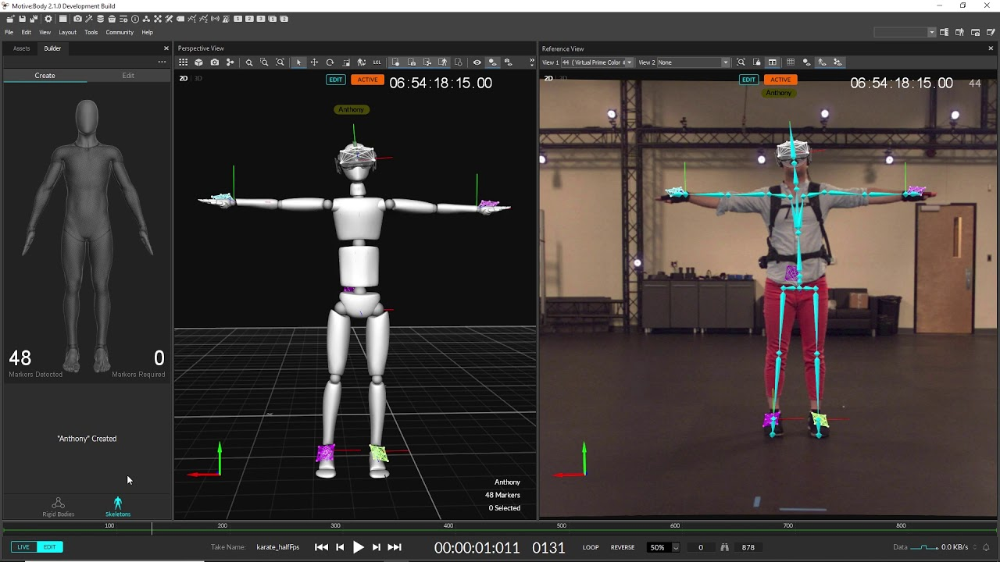 Motive:Body 2.1.0 Development Build
File Edit View Layout Tools Community Help
Assets Builder
Create Edit
48 0
Markers Detected Markers Required
"Anthony" Created
Rigid Bodies Skeletons
Perspective View
LCL
2D 3D EDIT ACTIVE 06:54:18:15.00
Anthony
Anthony
48 Markers
0 Selected
Reference View
View 1 44 ( Virtual Prime Color View 2 None
2D 3D EDIT ACTIVE 06:54:18:15.00 44
Anthony
100 200 300 400 500 600 700 800
LIVE EDIT Take Name: karate_halfFps 00:00:01:011 0131 LOOP REVERSE 50% 0 878 Data 0.0 KB/s